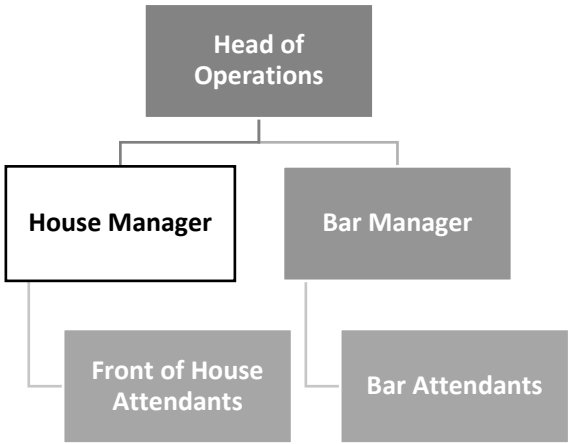 Head of
Operations
House Manager
Bar Manager
Front of House
Attendants
Bar Attendants